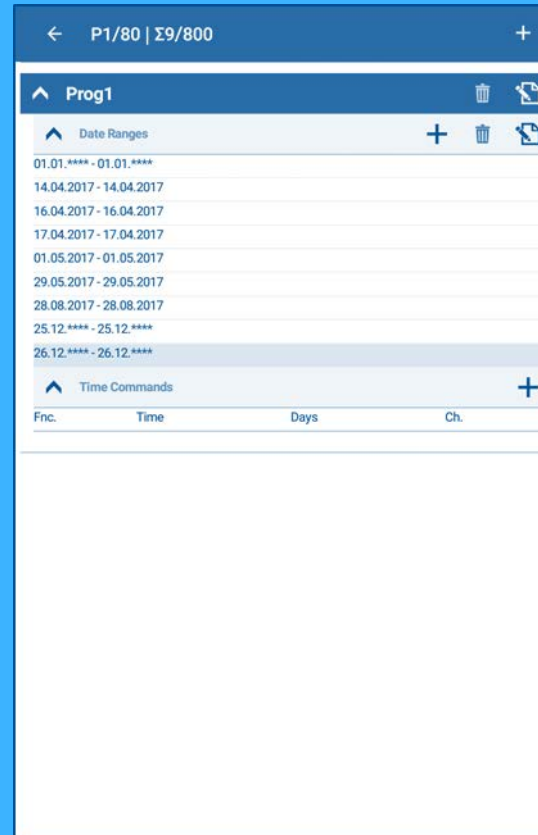 P1/80 | Σ9/800
Prog1
Date Ranges
01.01.**** - 01.01.****
14.04.2017 - 14.04.2017
16.04.2017 - 16.04.2017
17.04.2017 - 17.04.2017
01.05.2017 - 01.05.2017
29.05.2017 - 29.05.2017
28.08.2017 - 28.08.2017
25.12.**** - 25.12.****
26.12.**** - 26.12.****
Time Commands
Fnc. Time Days Ch.